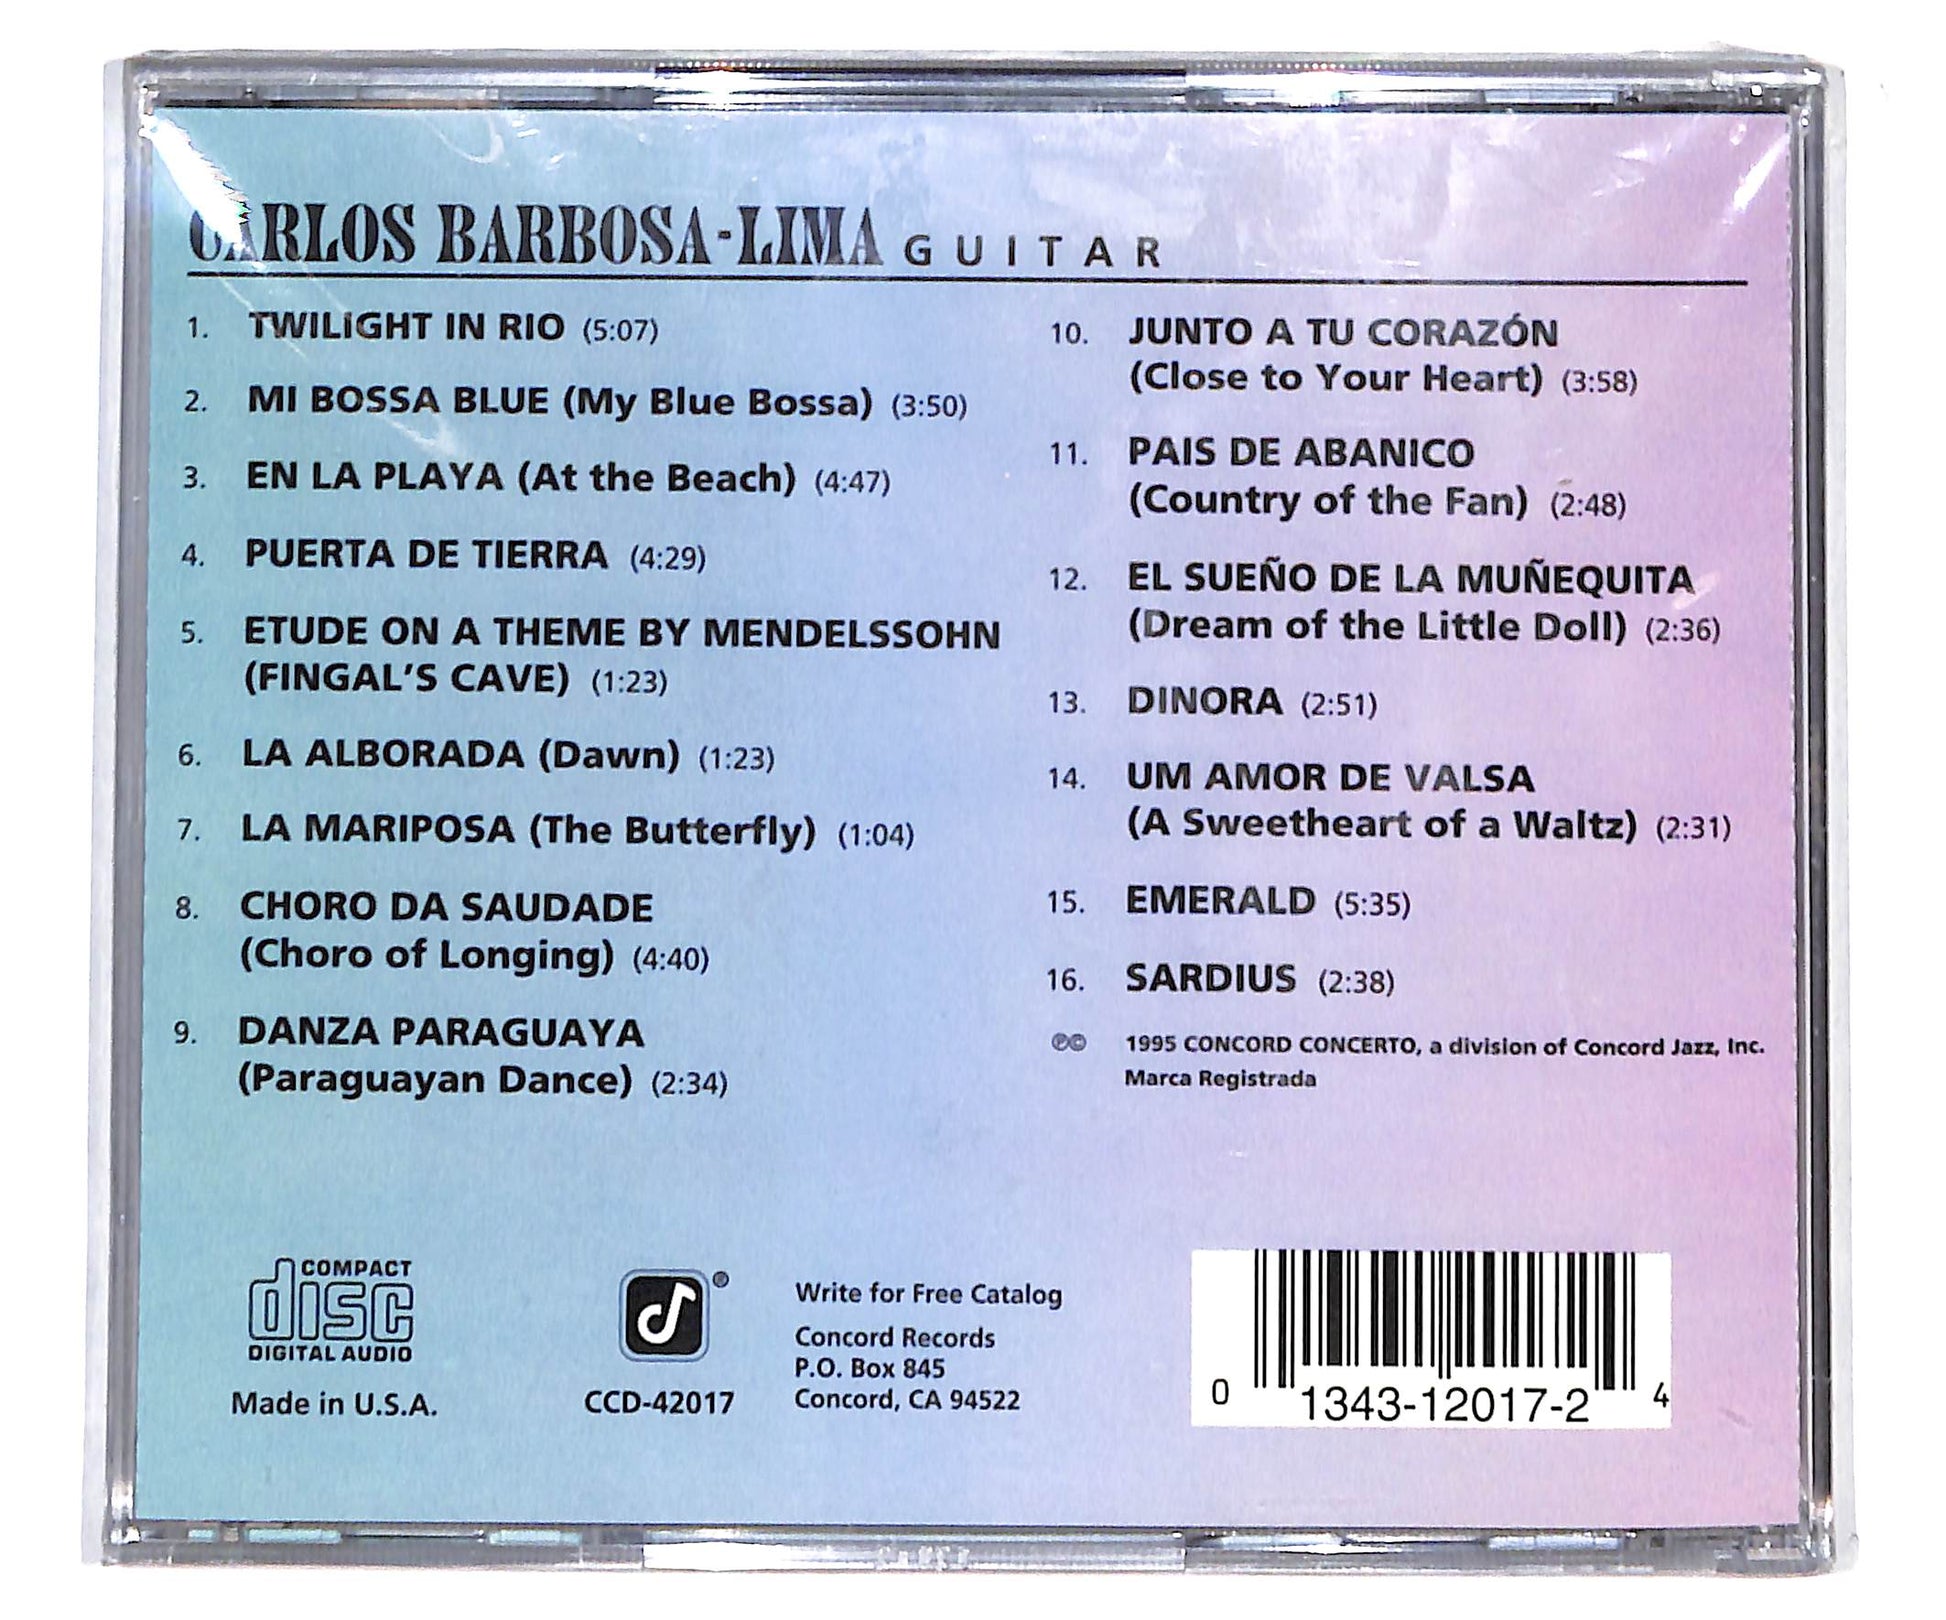 CARLOS BARBOSA-LIMA GUITAR
1. TWILIGHT IN RIO (5:07)
2. MI BOSSA BLUE (My Blue Bossa) (3:50)
3. EN LA PLAYA (At the Beach) (4:47)
4. PUERTA DE TIERRA (4:29)
5. ETUDE ON A THEME BY MENDELSSOHN
(FINGAL'S CAVE) (1:23)
6. LA ALBORADA (Dawn) (1:23)
7. LA MARIPOSA (The Butterfly) (1:04)
8. CHORO DA SAUDADE
(Choro of Longing) (4:40)
9. DANZA PARAGUAYA
(Paraguayan Dance) (2:34)
10. JUNTO A TU CORAZÓN
(Close to Your Heart) (3:58)
11. PAIS DE ABANICO
(Country of the Fan) (2:48)
12. EL SUEÑO DE LA MUÑEQUITA
(Dream of the Little Doll) (2:36)
13. DINORA (2:51)
14. UM AMOR DE VALSA
(A Sweetheart of a Waltz) (2:31)
15. EMERALD (5:35)
16. SARDIUS (2:38)
℗© 1995 CONCORD CONCERTO, a division of Concord Jazz, Inc.
Marca Registrada
COMPACT
disc
DIGITAL AUDIO
Made in U.S.A.
®
CCD-42017
Write for Free Catalog
Concord Records
P.O. Box 845
Concord, CA 94522
0 1343-12017-2 4